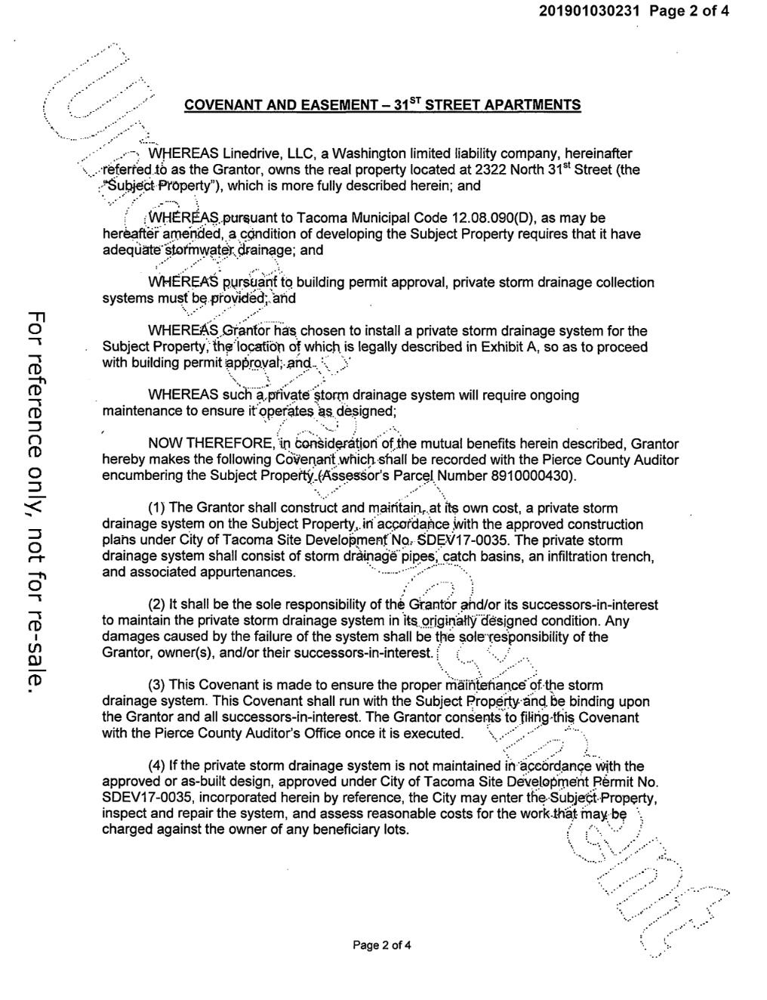 201901030231 Page 2 of 4
COVENANT AND EASEMENT – 31ST STREET APARTMENTS
WHEREAS Linedrive, LLC, a Washington limited liability company, hereinafter
referred to as the Grantor, owns the real property located at 2322 North 31st Street (the
"Subject Property"), which is more fully described herein; and
WHEREAS pursuant to Tacoma Municipal Code 12.08.090(D), as may be
hereafter amended, a condition of developing the Subject Property requires that it have
adequate stormwater drainage; and
WHEREAS pursuant to building permit approval, private storm drainage collection
systems must be provided; and
WHEREAS Grantor has chosen to install a private storm drainage system for the
Subject Property, the location of which is legally described in Exhibit A, so as to proceed
with building permit approval; and
WHEREAS such a private storm drainage system will require ongoing
maintenance to ensure it operates as designed;
NOW THEREFORE, in consideration of the mutual benefits herein described, Grantor
hereby makes the following Covenant which shall be recorded with the Pierce County Auditor
encumbering the Subject Property (Assessor's Parcel Number 8910000430).
(1) The Grantor shall construct and maintain, at its own cost, a private storm
drainage system on the Subject Property, in accordance with the approved construction
plans under City of Tacoma Site Development No. SDEV17-0035. The private storm
drainage system shall consist of storm drainage pipes, catch basins, an infiltration trench,
and associated appurtenances.
(2) It shall be the sole responsibility of the Grantor and/or its successors-in-interest
to maintain the private storm drainage system in its originally designed condition. Any
damages caused by the failure of the system shall be the sole responsibility of the
Grantor, owner(s), and/or their successors-in-interest.
(3) This Covenant is made to ensure the proper maintenance of the storm
drainage system. This Covenant shall run with the Subject Property and be binding upon
the Grantor and all successors-in-interest. The Grantor consents to filing this Covenant
with the Pierce County Auditor's Office once it is executed.
(4) If the private storm drainage system is not maintained in accordance with the
approved or as-built design, approved under City of Tacoma Site Development Permit No.
SDEV17-0035, incorporated herein by reference, the City may enter the Subject Property,
inspect and repair the system, and assess reasonable costs for the work that may be
charged against the owner of any beneficiary lots.
Page 2 of 4
For reference only, not for re-sale.
Unofficial Document